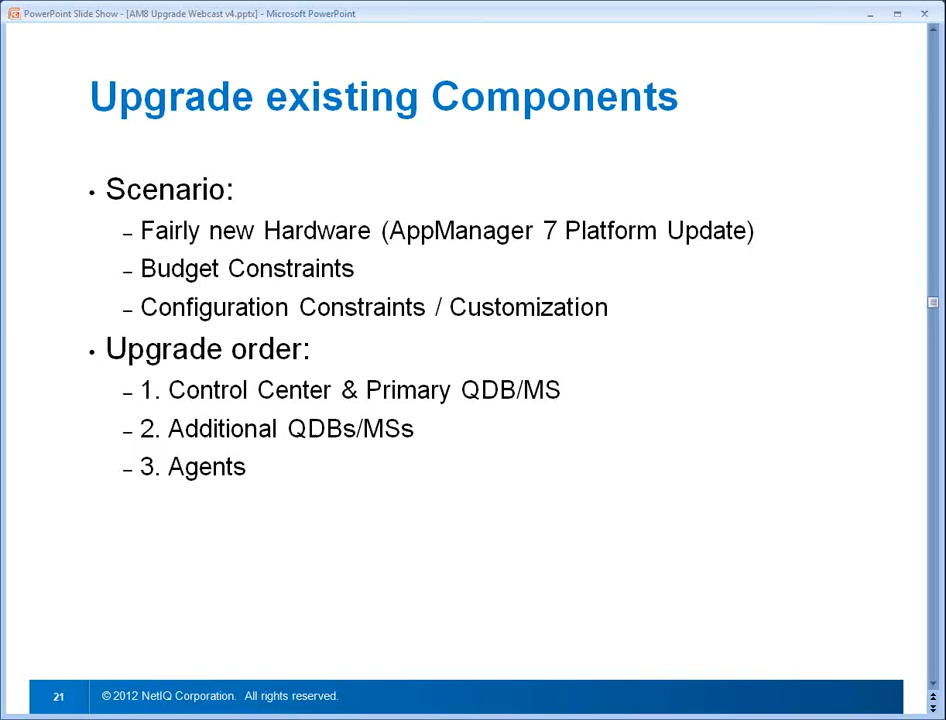 PowerPoint Slide Show - [AM8 Upgrade Webcast v4.pptx] - Microsoft PowerPoint
Upgrade existing Components
• Scenario:
– Fairly new Hardware (AppManager 7 Platform Update)
– Budget Constraints
– Configuration Constraints / Customization
• Upgrade order:
– 1. Control Center & Primary QDB/MS
– 2. Additional QDBs/MSs
– 3. Agents
21 © 2012 NetIQ Corporation. All rights reserved.